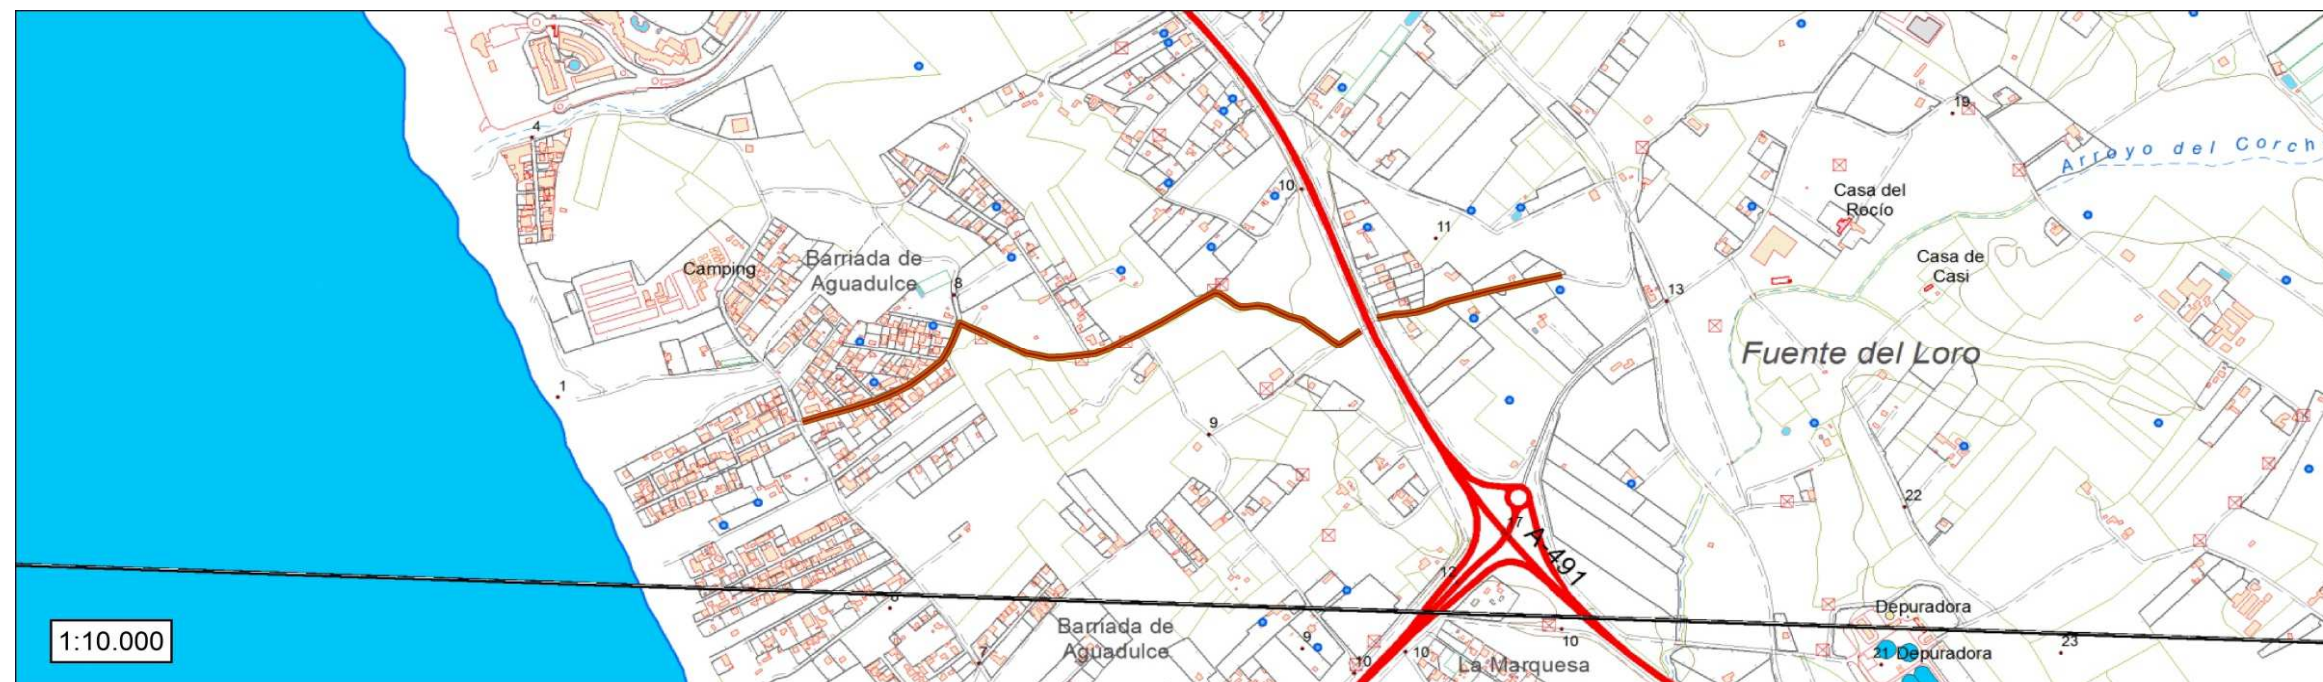 4
19
Arroyo del Corch
10
Casa del
Rocío
11
Barriada de
Aguadulce
Camping
8
Casa de
Casi
13
Fuente del Loro
1
9
22
17
A-491
12
6
Depuradora
1:10.000
Barriada de
Aguadulce
9
10
23
7
10
10
La Marquesa
21 Depuradora